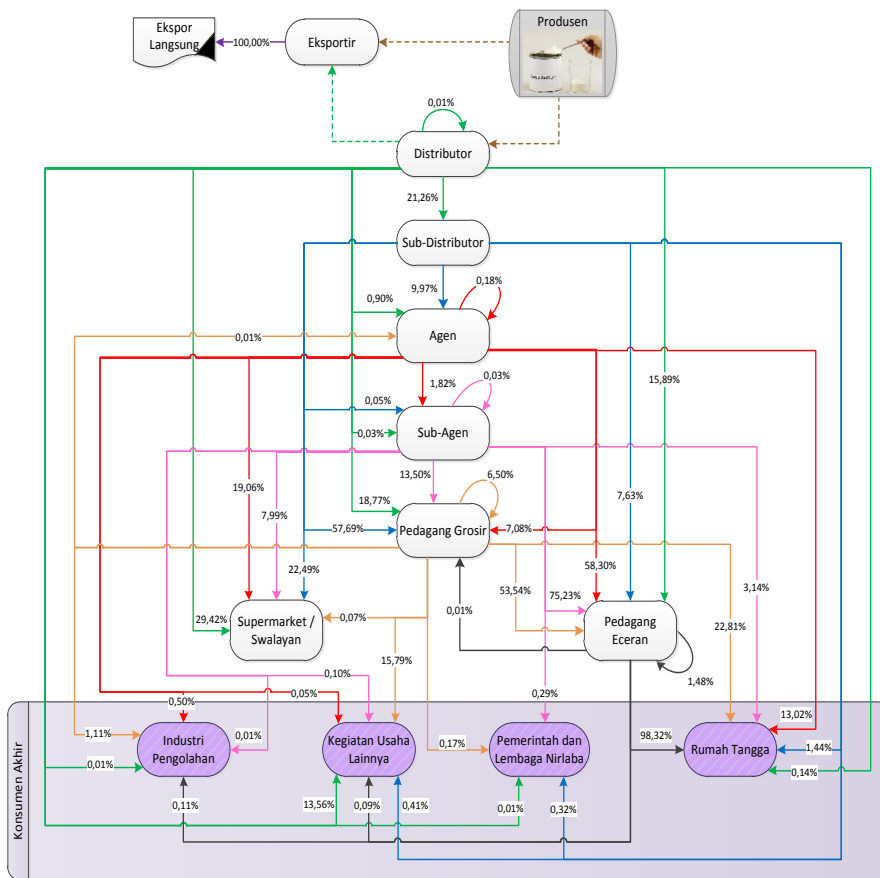 Ekspor
Langsung
100,00%
Eksportir
Produsen
0,01%
Distributor
21,26%
Sub-Distributor
9,97%
0,18%
0,90%
Agen
0,01%
15,89%
1,82%
0,03%
0,05%
Sub-Agen
0,03%
13,50%
6,50%
19,06%
7,99%
18,77%
7,63%
57,69%
Pedagang Grosir
7,08%
22,49%
58,30%
53,54%
75,23%
3,14%
0,01%
29,42%
Supermarket /
Swalayan
0,07%
Pedagang
Eceran
22,81%
15,79%
0,10%
1,48%
0,50%
0,05%
0,29%
13,02%
1,11%
0,01%
Industri
Pengolahan
Kegiatan Usaha
Lainnya
0,17%
Pemerintah dan
Lembaga Nirlaba
98,32%
Rumah Tangga
1,44%
0,01%
0,14%
0,11%
13,56%
0,09%
0,41%
0,01%
0,32%
Konsumen Akhir